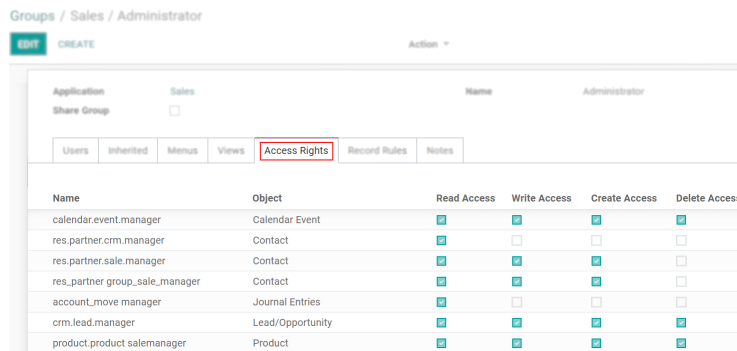 Groups / Sales / Administrator
EDIT CREATE Action
Application Sales Name Administrator
Share Group
Users Inherited Menus Views Access Rights Record Rules Notes
Name Object Read Access Write Access Create Access Delete Access
calendar.event.manager Calendar Event
res.partner.crm.manager Contact
res.partner.sale.manager Contact
res_partner group_sale_manager Contact
account_move manager Journal Entries
crm.lead.manager Lead/Opportunity
product.product salemanager Product